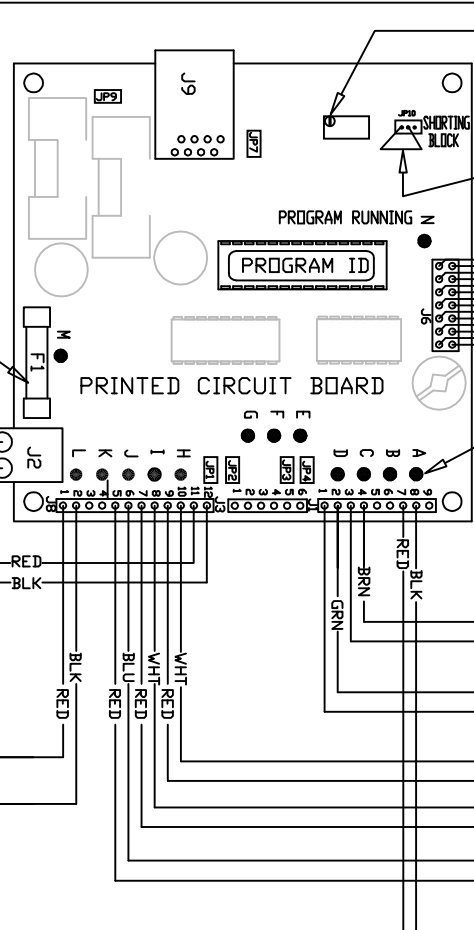 J9
JP9
JP7
JP10
SHORTING
BLOCK
PROGRAM RUNNING N
PROGRAM ID
J6
M
F1
PRINTED CIRCUIT BOARD
G F E
J2
L K J I H
JP1 JP2 JP3 JP4
D C B A
J8 1 2 3 4 5 6 7 8 9 10 11 12
J3 1 2 3 4 5 6
J1 1 2 3 4 5 6 7 8 9
RED
BLK
RED BLK
BRN
GRN
BLK BLU WHT WHT
RED RED RED RED